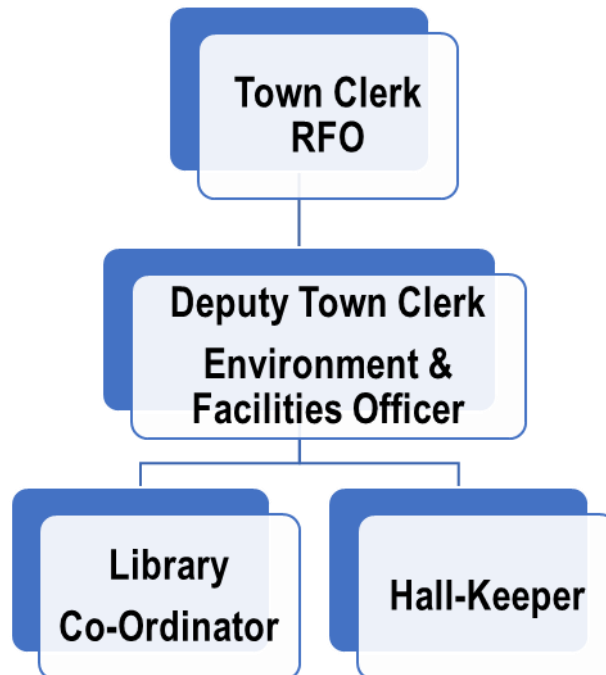 Town Clerk
RFO
Deputy Town Clerk
Environment &
Facilities Officer
Library
Co-Ordinator
Hall-Keeper